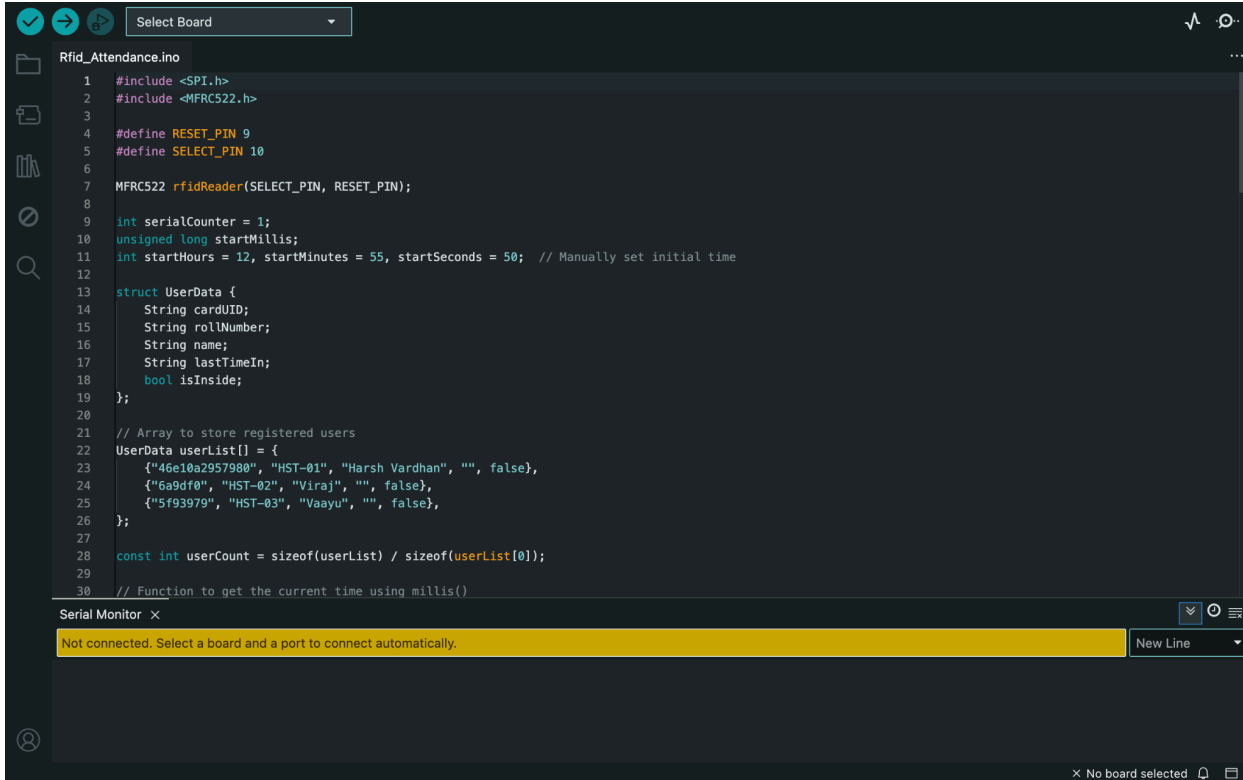 Select Board
Rfid_Attendance.ino
...
1 #include <SPI.h>
2 #include <MFRC522.h>
3
4 #define RESET_PIN 9
5 #define SELECT_PIN 10
6
7 MFRC522 rfidReader(SELECT_PIN, RESET_PIN);
8
9 int serialCounter = 1;
10 unsigned long startMillis;
11 int startHours = 12, startMinutes = 55, startSeconds = 50;  // Manually set initial time
12
13 struct UserData {
14     String cardUID;
15     String rollNumber;
16     String name;
17     String lastTimeIn;
18     bool isInside;
19 };
20
21 // Array to store registered users
22 UserData userList[] = {
23     {"46e10a2957980", "HST-01", "Harsh Vardhan", "", false},
24     {"6a9df0", "HST-02", "Viraj", "", false},
25     {"5f93979", "HST-03", "Vaayu", "", false},
26 };
27
28 const int userCount = sizeof(userList) / sizeof(userList[0]);
29
30 // Function to get the current time using millis()
Serial Monitor ×
Not connected. Select a board and a port to connect automatically.
New Line
× No board selected